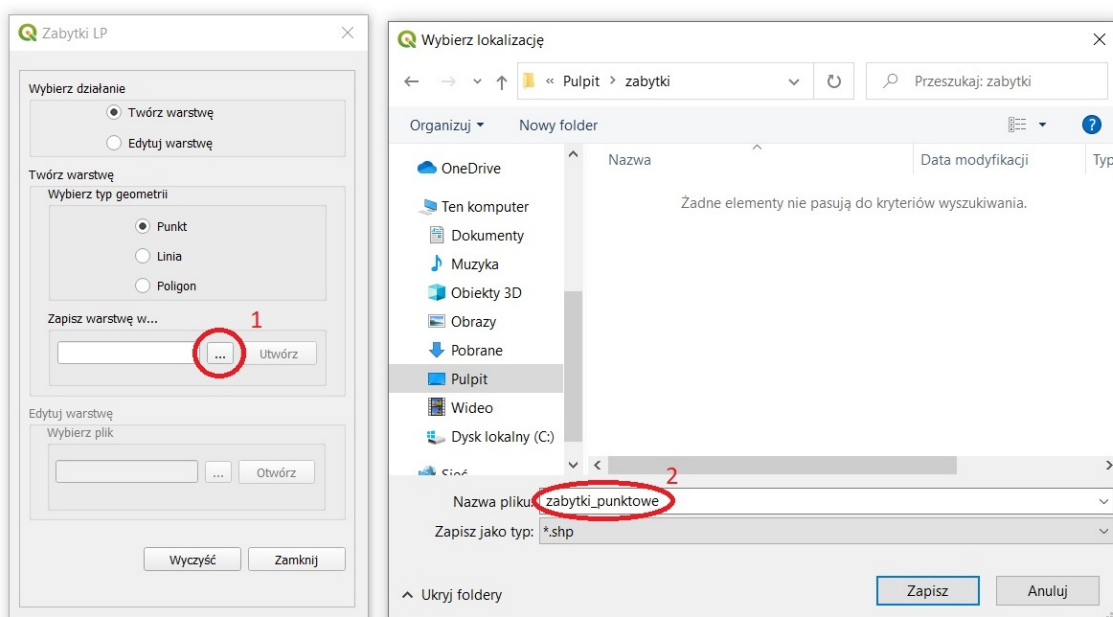 Zabytki LP
Wybierz działanie
Twórz warstwę
Edytuj warstwę
Twórz warstwę
Wybierz typ geometrii
Punkt
Linia
Poligon
Zapisz warstwę w...
1
...
Utwórz
Edytuj warstwę
Wybierz plik
...
Otwórz
Wyczyść
Zamknij
Wybierz lokalizację
« Pulpit > zabytki
Przeszukaj: zabytki
Organizuj
Nowy folder
?
Nazwa
Data modyfikacji
Typ
Żadne elementy nie pasują do kryteriów wyszukiwania.
OneDrive
Ten komputer
Dokumenty
Muzyka
Obiekty 3D
Obrazy
Pobrane
Pulpit
Wideo
Dysk lokalny (C:)
2
Nazwa pliku: zabytki_punktowe
Zapisz jako typ: *.shp
Ukryj foldery
Zapisz
Anuluj